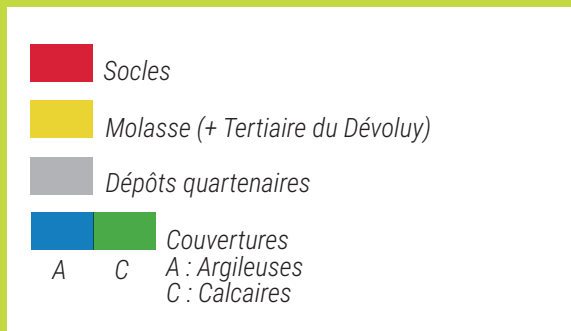 Socles
Molasse (+ Tertiaire du Dévoluy)
Dépôts quartenaires
Couvertures
A C
A : Argileuses
C : Calcaires